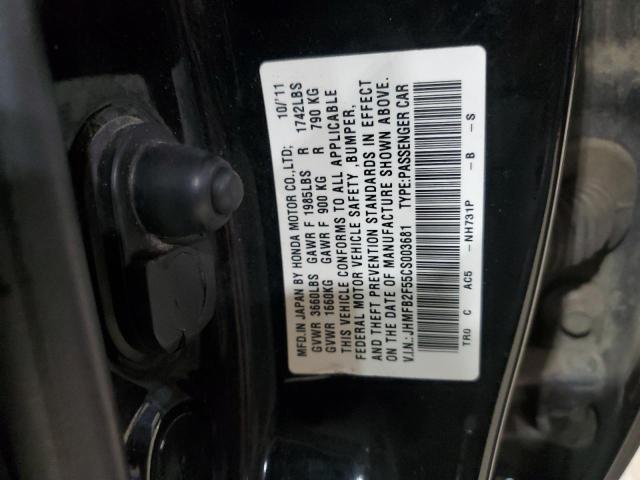 MFD.IN JAPAN BY HONDA MOTOR CO.,LTD; 10/'11
GVWR 3660LBS GAWR F 1985LBS R 1742LBS
GVWR 1660KG GAWR F 900 KG R 790 KG
THIS VEHICLE CONFORMS TO ALL APPLICABLE
FEDERAL MOTOR VEHICLE SAFETY ,BUMPER,
AND THEFT PREVENTION STANDARDS IN EFFECT
ON THE DATE OF MANUFACTURE SHOWN ABOVE.
V.I.N.: JHMFB2F55CS003681 TYPE:PASSENGER CAR
TR0 C AC5 -NH731P -B -S